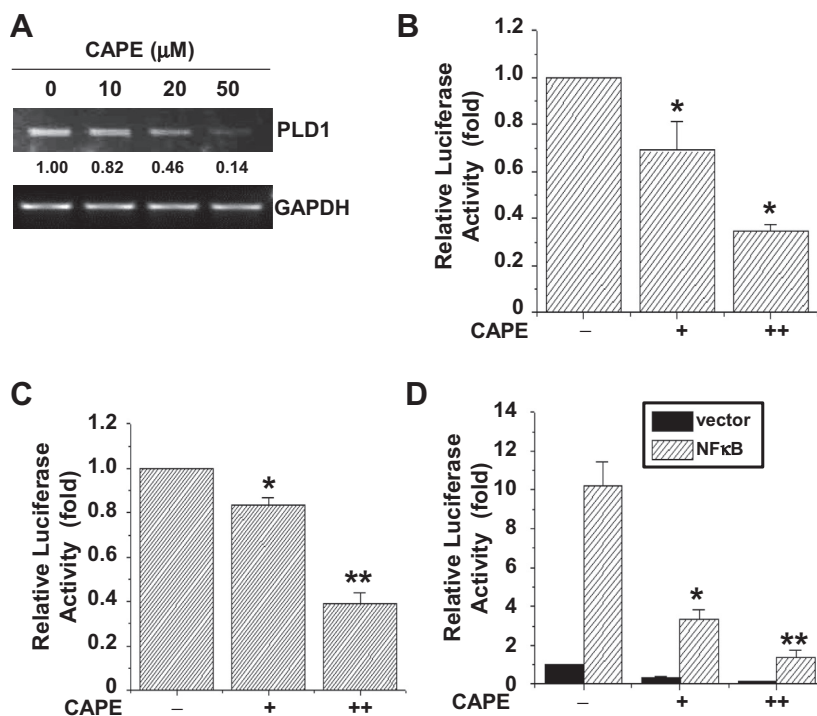 A
CAPE (µM)
0 10 20 50
PLD1
1.00 0.82 0.46 0.14
GAPDH
B
Relative Luciferase
Activity (fold)
1.2
1.0
0.8
0.6
0.4
0.2
0
* *
CAPE – + ++
C
Relative Luciferase
Activity (fold)
1.2
1.0
0.8
0.6
0.4
0.2
0
* **
CAPE – + ++
D
Relative Luciferase
Activity (fold)
14
12
10
8
6
4
2
0
vector
NFκB
* **
CAPE – + ++